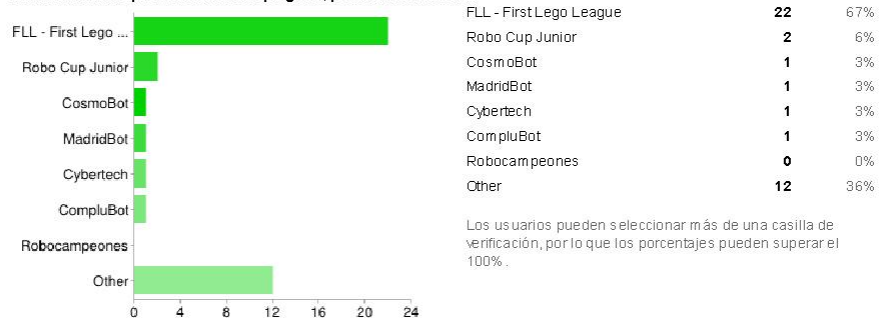 FLL - First Lego ...
Robo Cup Junior
CosmoBot
MadridBot
Cybertech
CompluBot
Robocampeones
Other
0 4 8 12 16 20 24
FLL - First Lego League 22 67%
Robo Cup Junior 2 6%
CosmoBot 1 3%
MadridBot 1 3%
Cybertech 1 3%
CompluBot 1 3%
Robocampeones 0 0%
Other 12 36%
Los usuarios pueden seleccionar más de una casilla de
verificación, por lo que los porcentajes pueden superar el
100%.